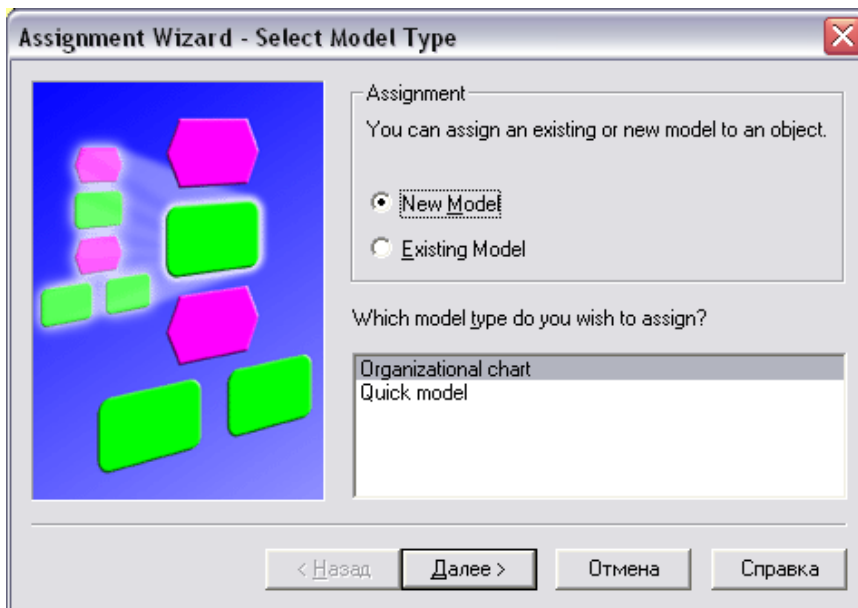 Assignment Wizard - Select Model Type
Assignment
You can assign an existing or new model to an object.
New Model
Existing Model
Which model type do you wish to assign?
Organizational chart
Quick model
< Назад
Далее >
Отмена
Справка